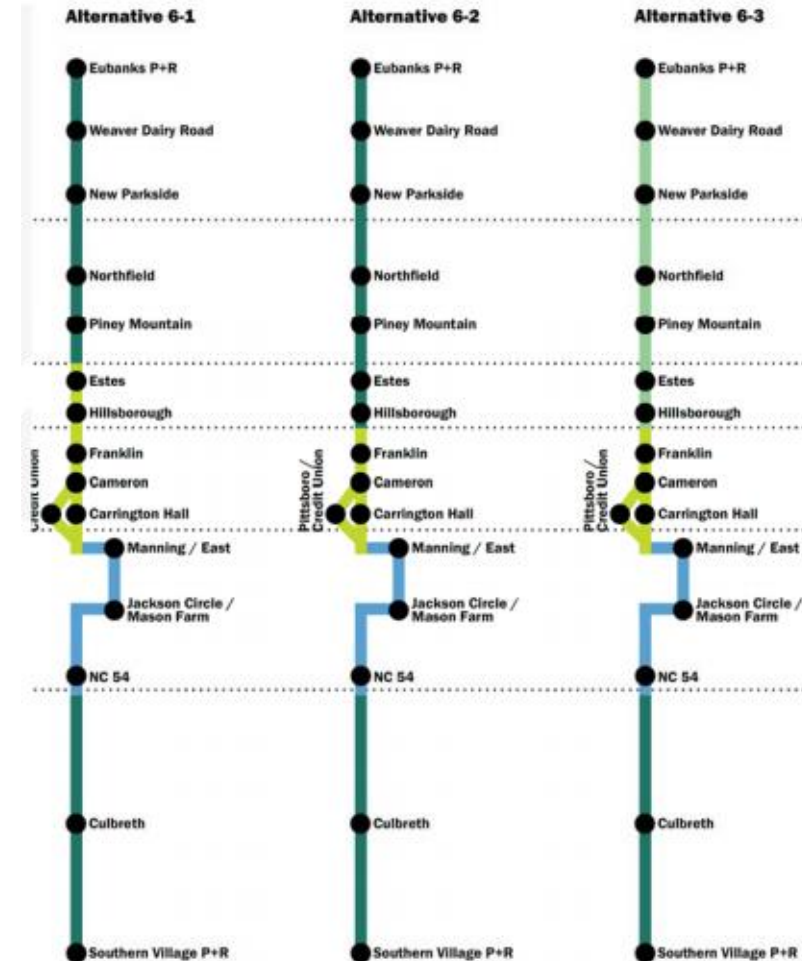 Alternative 6-1
Eubanks P+R
Weaver Dairy Road
New Parkside
Northfield
Piney Mountain
Estes
Hillsborough
Franklin
Cameron
Credit Union
Carrington Hall
Manning / East
Jackson Circle /
Mason Farm
NC 54
Culbreth
Southern Village P+R
Alternative 6-2
Eubanks P+R
Weaver Dairy Road
New Parkside
Northfield
Piney Mountain
Estes
Hillsborough
Franklin
Cameron
Pittsboro /
Credit Union
Carrington Hall
Manning / East
Jackson Circle /
Mason Farm
NC 54
Culbreth
Southern Village P+R
Alternative 6-3
Eubanks P+R
Weaver Dairy Road
New Parkside
Northfield
Piney Mountain
Estes
Hillsborough
Franklin
Cameron
Pittsboro /
Credit Union
Carrington Hall
Manning / East
Jackson Circle /
Mason Farm
NC 54
Culbreth
Southern Village P+R